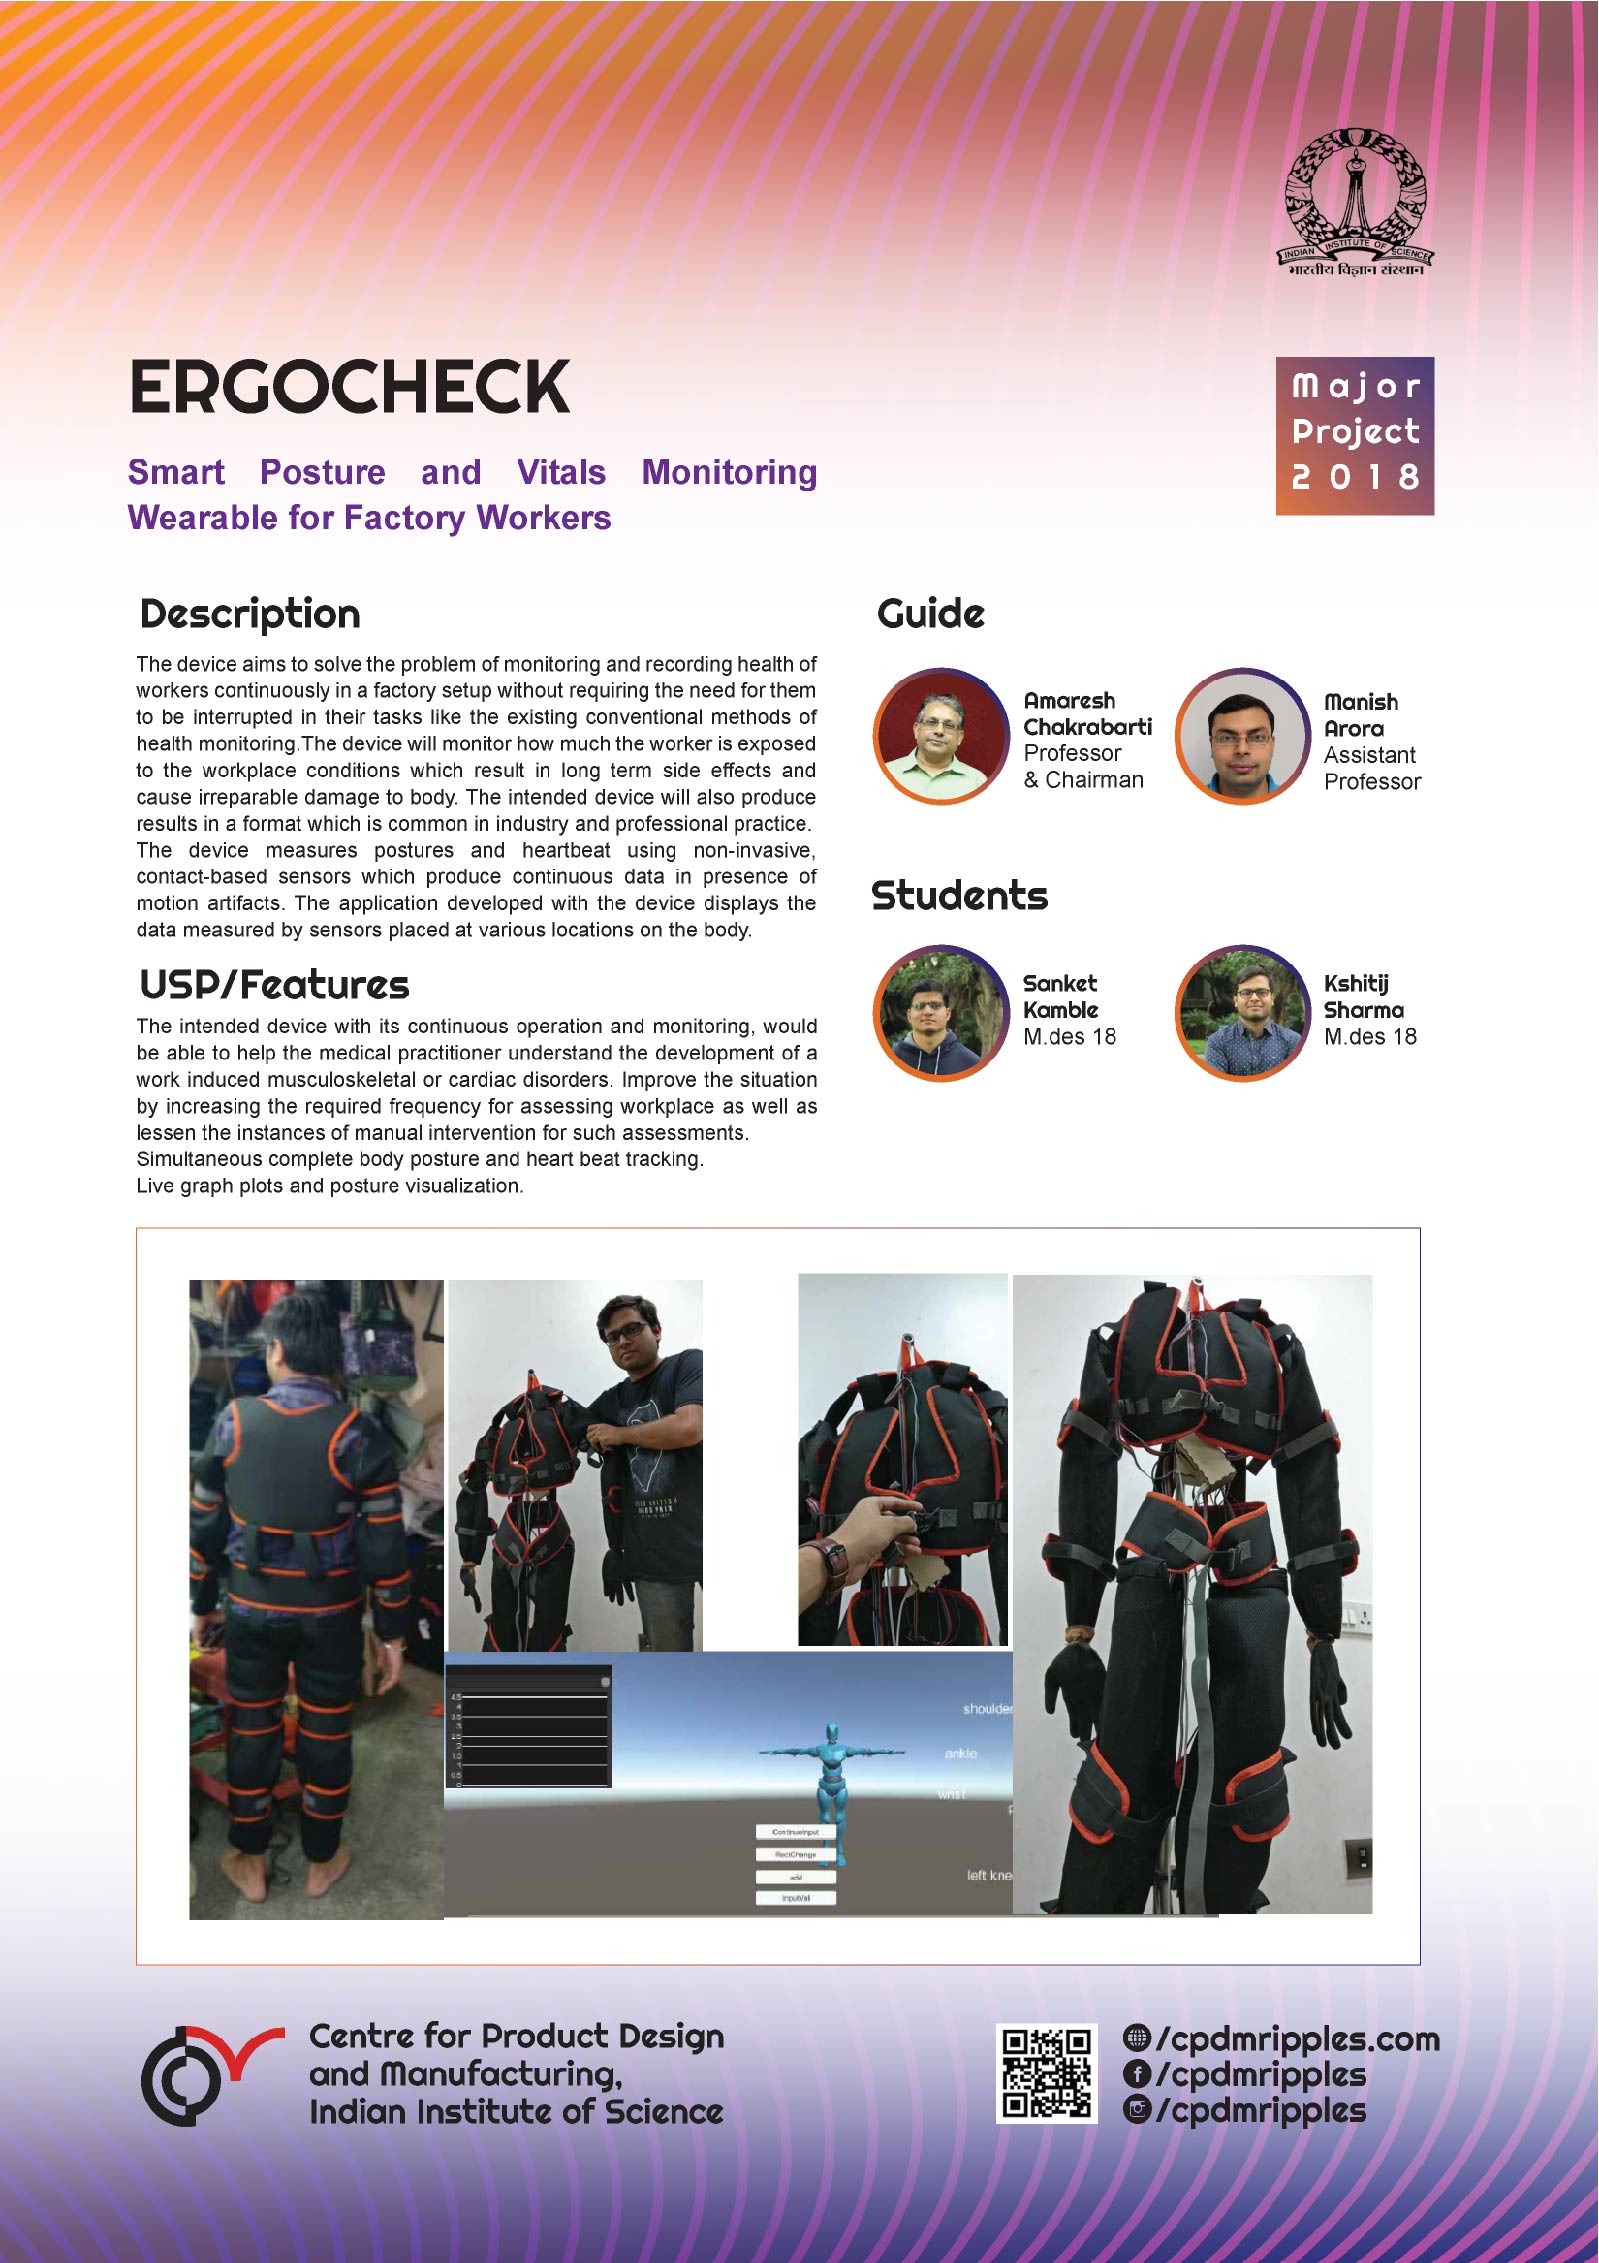 INDIAN INSTITUTE OF SCIENCE
भारतीय विज्ञान संस्थान
ERGOCHECK
Major
Project
2018
Smart Posture and Vitals Monitoring
Wearable for Factory Workers
Description
The device aims to solve the problem of monitoring and recording health of
workers continuously in a factory setup without requiring the need for them
to be interrupted in their tasks like the existing conventional methods of
health monitoring.The device will monitor how much the worker is exposed
to the workplace conditions which result in long term side effects and
cause irreparable damage to body. The intended device will also produce
results in a format which is common in industry and professional practice.
The device measures postures and heartbeat using non-invasive,
contact-based sensors which produce continuous data in presence of
motion artifacts. The application developed with the device displays the
data measured by sensors placed at various locations on the body.
USP/Features
The intended device with its continuous operation and monitoring, would
be able to help the medical practitioner understand the development of a
work induced musculoskeletal or cardiac disorders. Improve the situation
by increasing the required frequency for assessing workplace as well as
lessen the instances of manual intervention for such assessments.
Simultaneous complete body posture and heart beat tracking.
Live graph plots and posture visualization.
Guide
Amaresh
Chakrabarti
Professor
& Chairman
Manish
Arora
Assistant
Professor
Students
Sanket
Kamble
M.des 18
Kshitij
Sharma
M.des 18
4.5
4
3.5
3
2.5
2
1.5
1
0.5
0
shoulder
ankle
wrist
left kne
ContinueInput
RectChange
add
InputVall
Centre for Product Design
and Manufacturing,
Indian Institute of Science
/cpdmripples.com
/cpdmripples
/cpdmripples